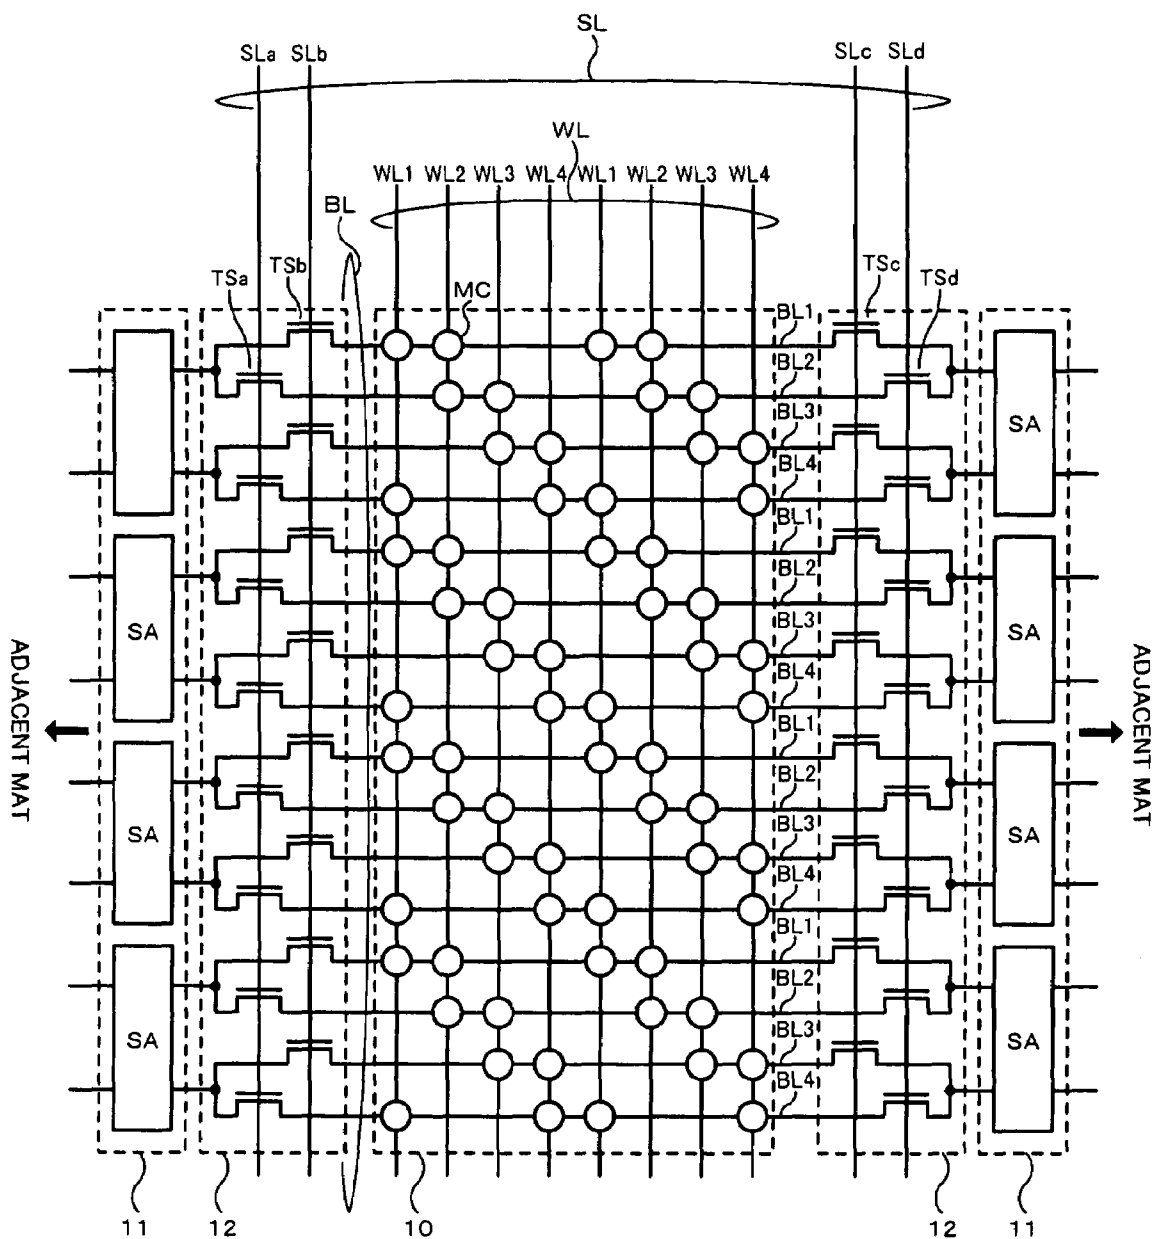 SL
SLa SLb SLc SLd
WL
WL1 WL2 WL3 WL4 WL1 WL2 WL3 WL4
BL
TSa TSb TSc TSd
MC
BL1
BL2
BL3
SA
BL4
BL1
BL2
SA BL3 SA
BL4
BL1
BL2
SA BL3 SA
BL4
BL1
BL2
SA BL3 SA
BL4
ADJACENT MAT
ADJACENT MAT
11 12 10 12 11